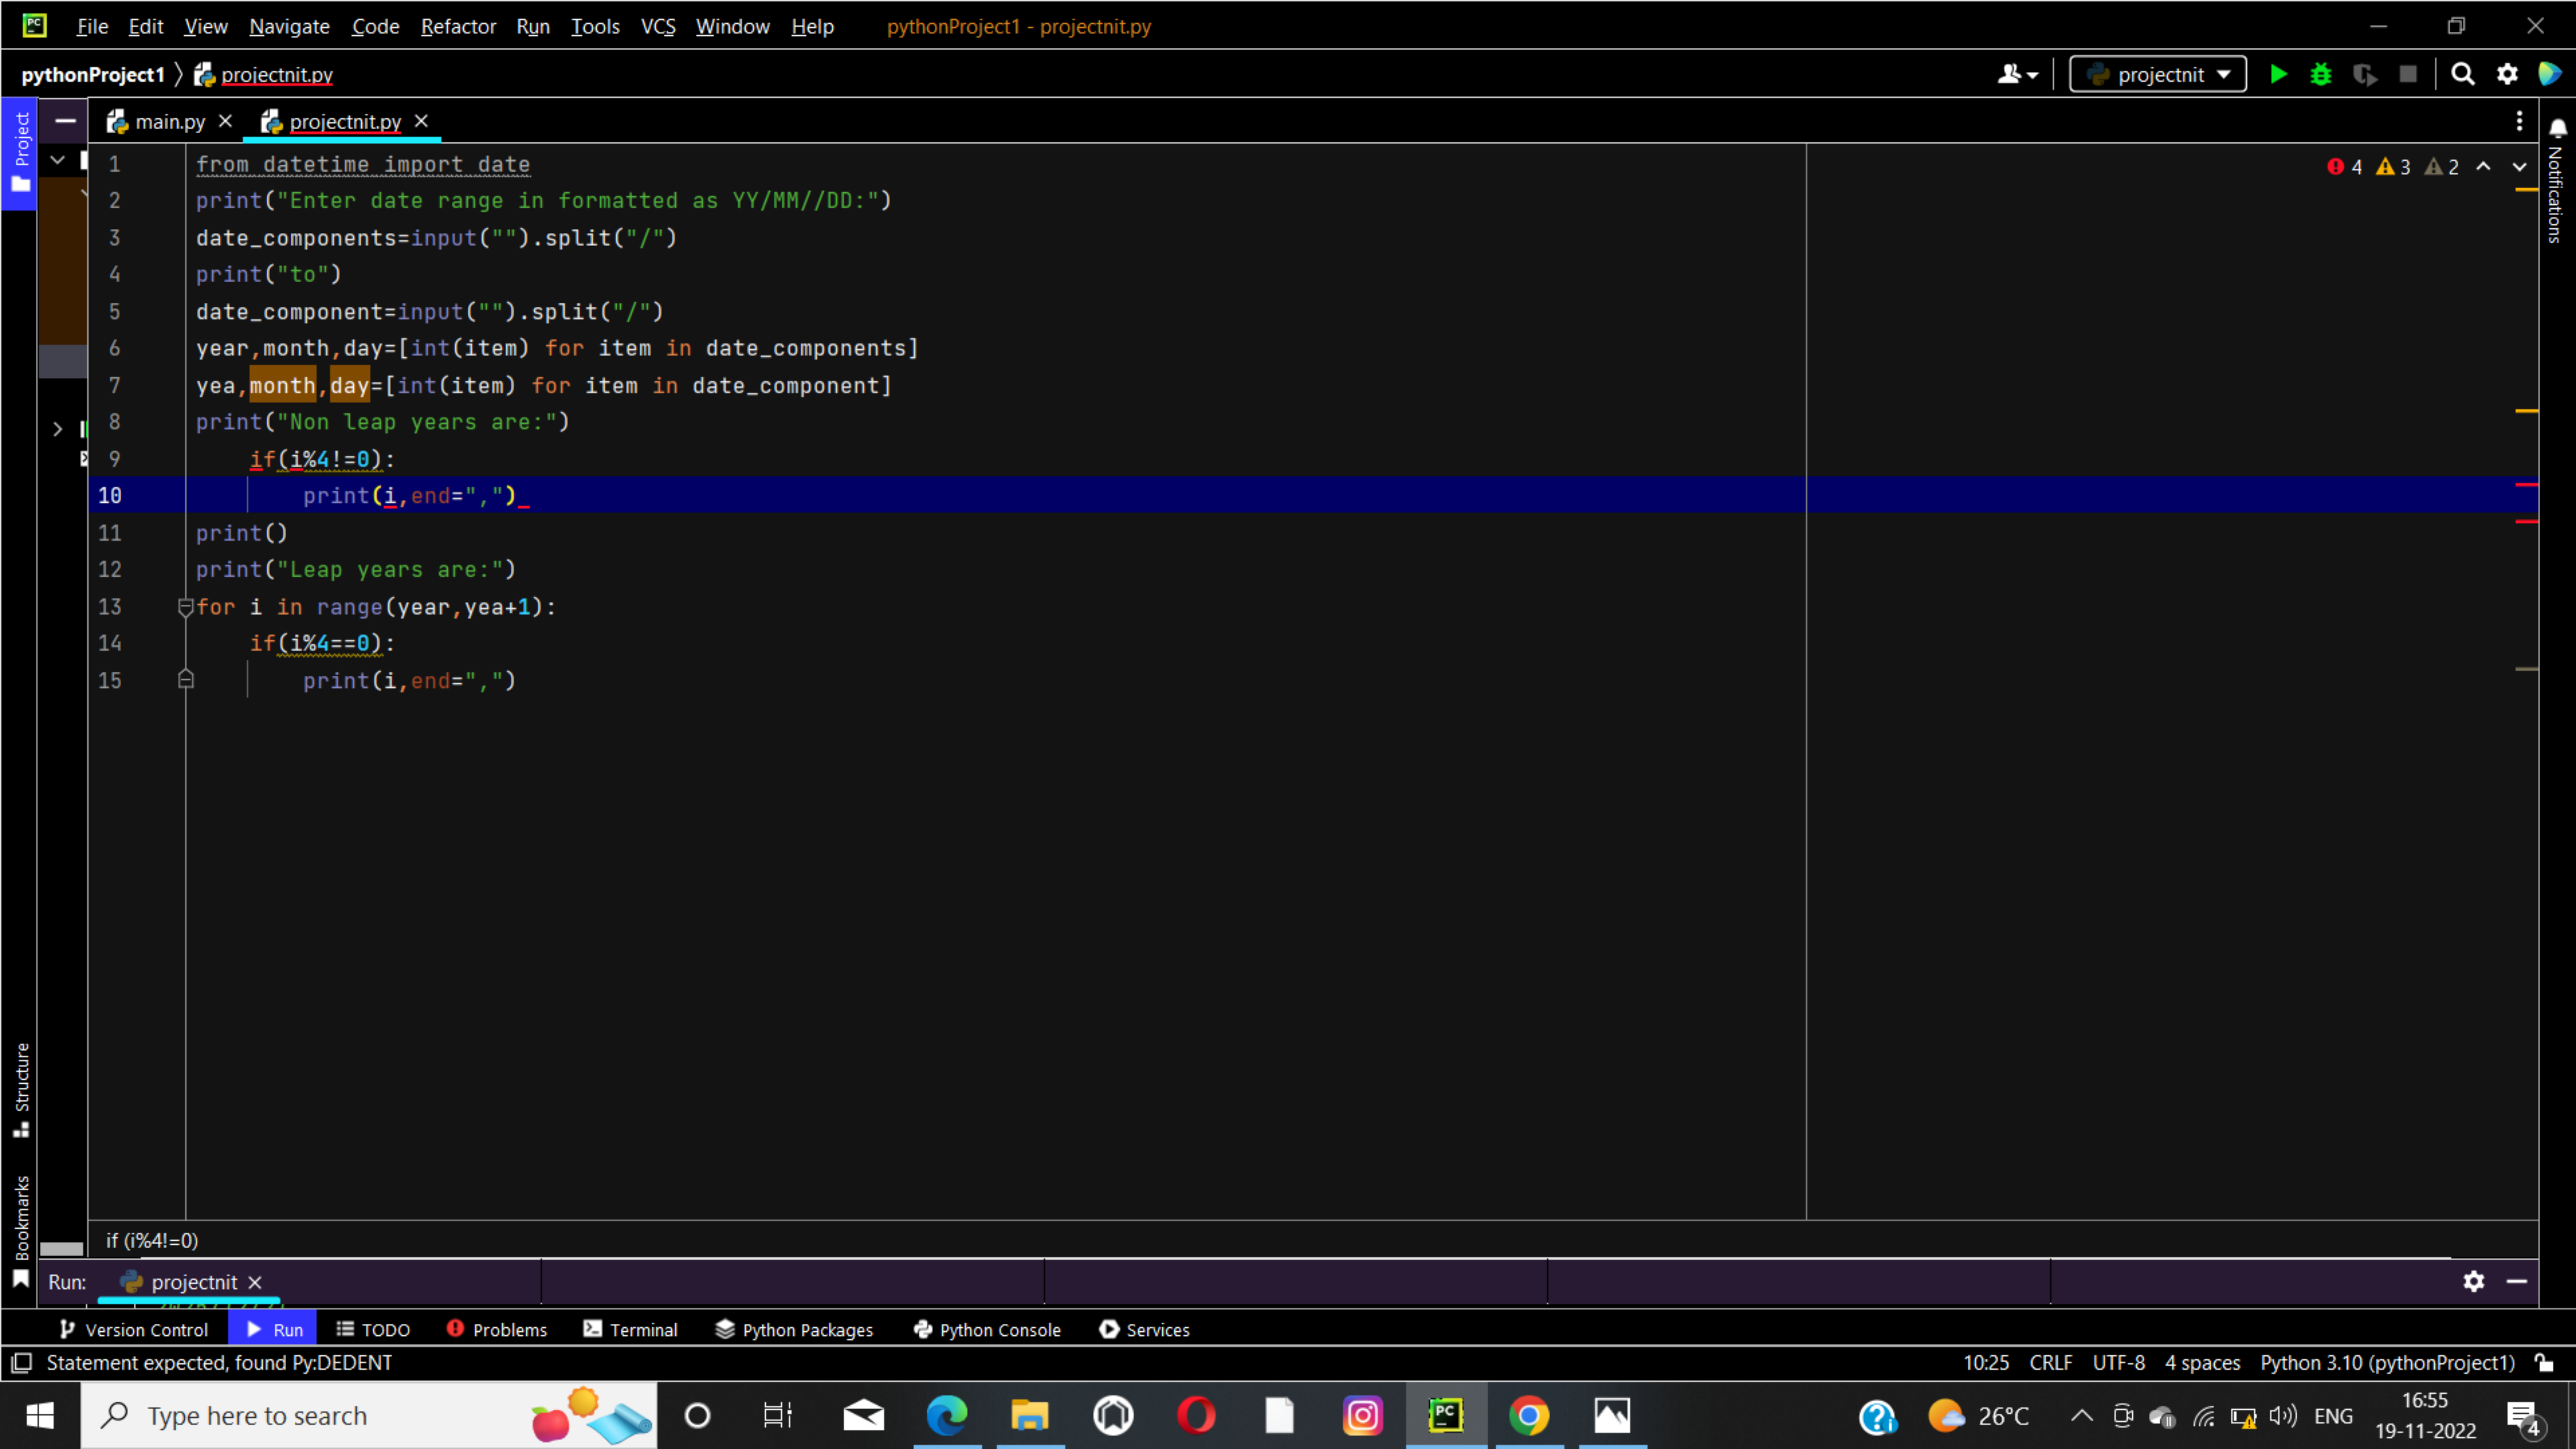 PC File Edit View Navigate Code Refactor Run Tools VCS Window Help pythonProject1 - projectnit.py
pythonProject1 projectnit.py projectnit
Project
main.py projectnit.py
Notifications
4 3 2
1 from datetime import date
2 print("Enter date range in formatted as YY/MM//DD:")
3 date_components=input("").split("/")
4 print("to")
5 date_component=input("").split("/")
6 year,month,day=[int(item) for item in date_components]
7 yea,month,day=[int(item) for item in date_component]
8 print("Non leap years are:")
9 if(i%4!=0):
10 print(i,end=",")
11 print()
12 print("Leap years are:")
13 for i in range(year,yea+1):
14 if(i%4==0):
15 print(i,end=",")
Structure
Bookmarks
if (i%4!=0)
Run: projectnit
Version Control Run TODO Problems Terminal Python Packages Python Console Services
Statement expected, found Py:DEDENT 10:25 CRLF UTF-8 4 spaces Python 3.10 (pythonProject1)
Type here to search PC 26°C ENG 16:55
19-11-2022 4